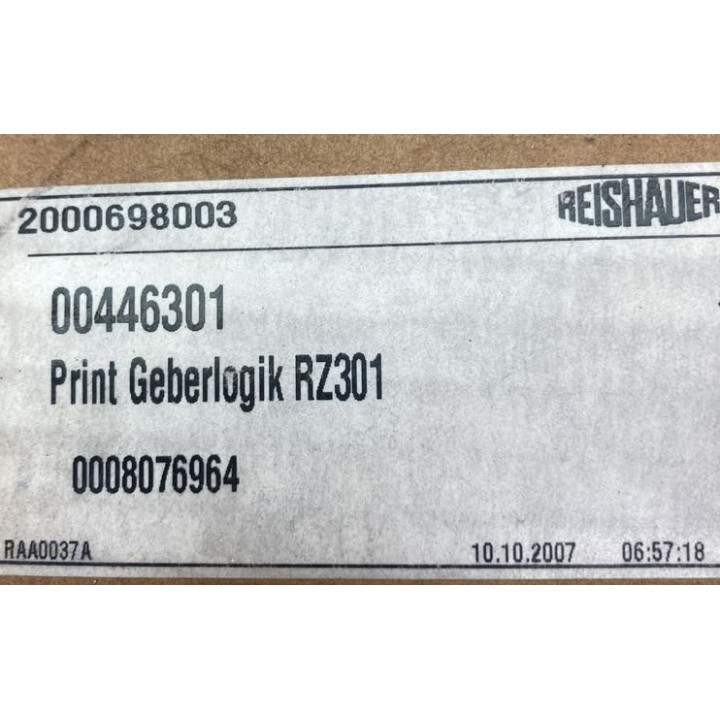 2000698003 REISHAUER
00446301
Print Geberlogik RZ301
0008076964
RAA0037A 10.10.2007 06:57:18